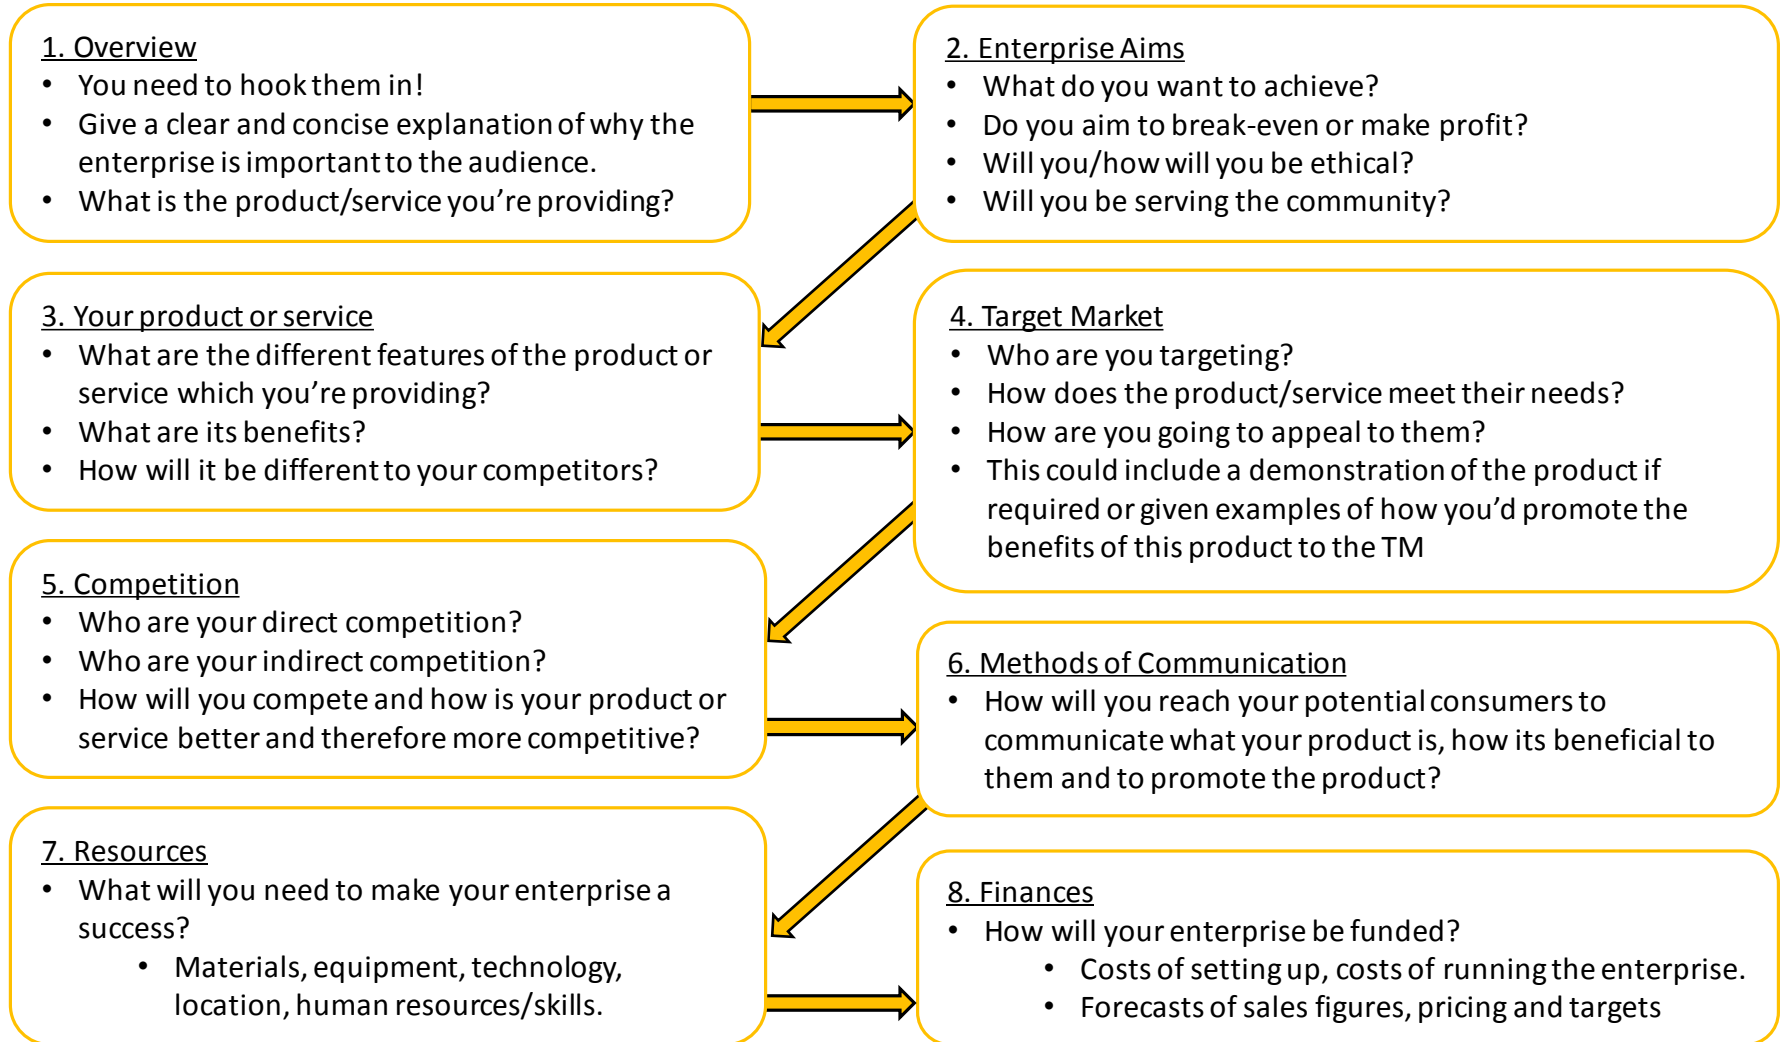 1. Overview
• You need to hook them in!
• Give a clear and concise explanation of why the
enterprise is important to the audience.
• What is the product/service you’re providing?
2. Enterprise Aims
• What do you want to achieve?
• Do you aim to break-even or make profit?
• Will you/how will you be ethical?
• Will you be serving the community?
3. Your product or service
• What are the different features of the product or
service which you’re providing?
• What are its benefits?
• How will it be different to your competitors?
4. Target Market
• Who are you targeting?
• How does the product/service meet their needs?
• How are you going to appeal to them?
• This could include a demonstration of the product if
required or given examples of how you’d promote the
benefits of this product to the TM
5. Competition
• Who are your direct competition?
• Who are your indirect competition?
• How will you compete and how is your product or
service better and therefore more competitive?
6. Methods of Communication
• How will you reach your potential consumers to
communicate what your product is, how its beneficial to
them and to promote the product?
7. Resources
• What will you need to make your enterprise a
success?
• Materials, equipment, technology,
location, human resources/skills.
8. Finances
• How will your enterprise be funded?
• Costs of setting up, costs of running the enterprise.
• Forecasts of sales figures, pricing and targets